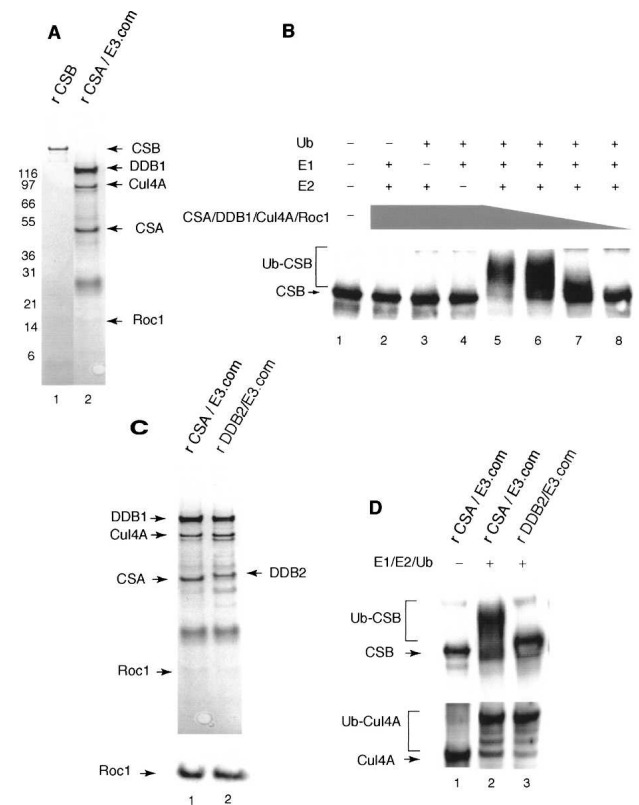 A
r CSB
r CSA / E3.com
CSB
DDB1
Cul4A
CSA
Roc1
116
97
66
55
36
31
21
14
6
1 2
B
Ub – – + + + + + +
E1 – + – + + + + +
E2 – + + – + + + +
CSA/DDB1/Cul4A/Roc1 –
Ub-CSB
CSB
1 2 3 4 5 6 7 8
C
r CSA / E3.com
r DDB2/E3.com
DDB1
Cul4A
CSA
DDB2
Roc1
Roc1
1 2
D
r CSA / E3.com
r CSA / E3.com
r DDB2/E3.com
E1/E2/Ub – + +
Ub-CSB
CSB
Ub-Cul4A
Cul4A
1 2 3